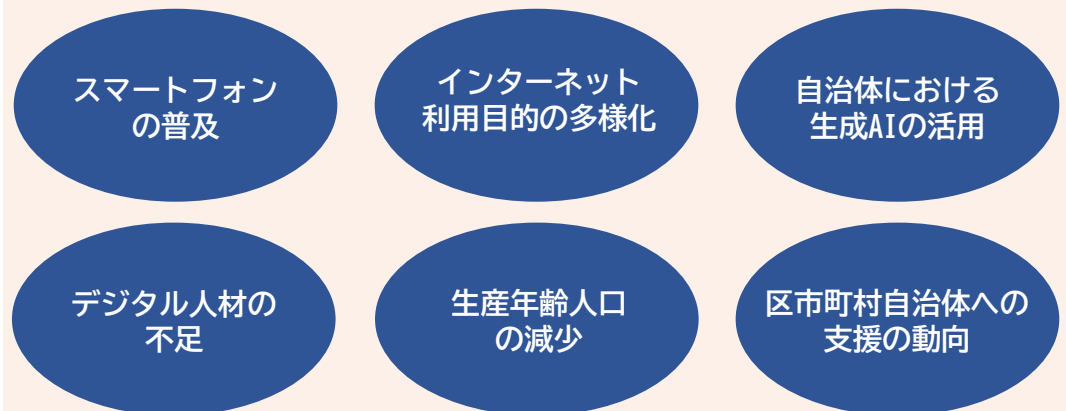 スマートフォン
の普及
インターネット
利用目的の多様化
自治体における
生成AIの活用
デジタル人材の
不足
生産年齢人口
の減少
区市町村自治体への
支援の動向